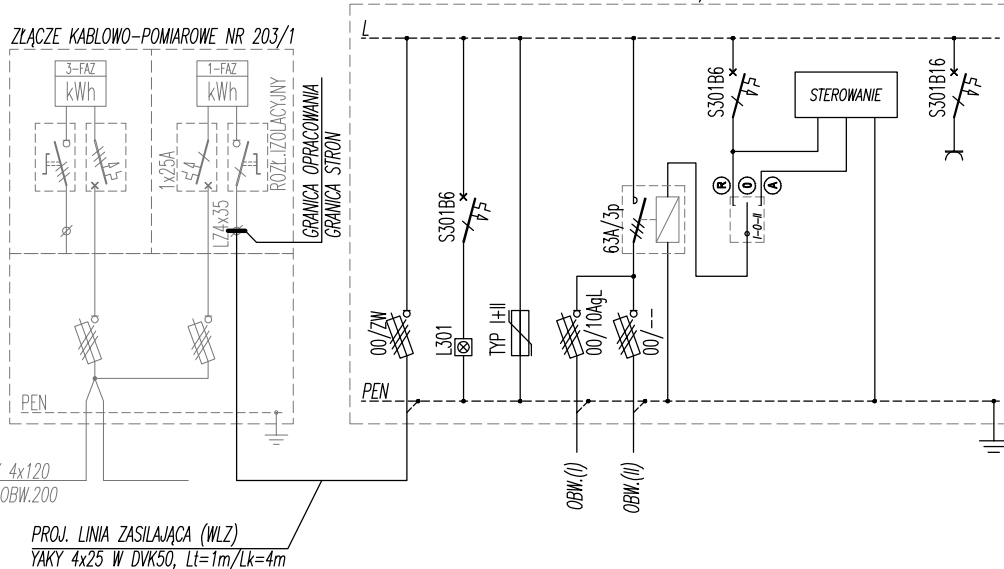 ZŁĄCZE KABLOWO-POMIAROWE NR 203/1
3-FAZ
kWh
1-FAZ
kWh
1x25A
ROZŁ.IZOLACYJNY
LZ4x35
GRANICA OPRACOWANIA
GRANICA STRON
PEN
4x120
OBW.200
PROJ. LINIA ZASILAJĄCA (WLZ)
YAKY 4x25 W DVK50, Lt=1m/Lk=4m
L
S301B6
S301B6
STEROWANIE
S301B16
R
0
A
I-0-II
63A/3p
00/ZW
L301
TYP I+II
00/10AgL
00/--
PEN
OBW.(I)
OBW.(II)